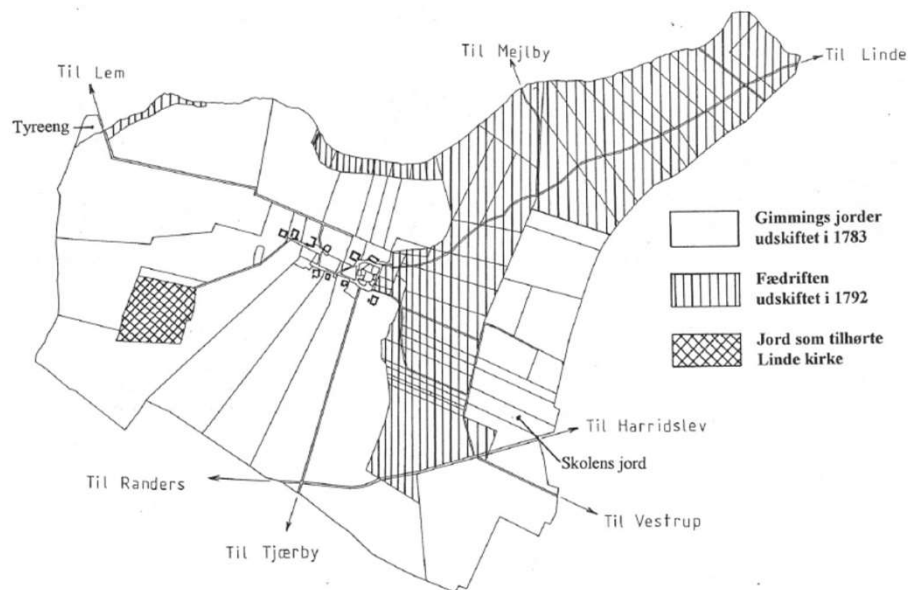 Til Mejlby
Til Linde
Til Lem
Tyreeng
Gimmings jorder
udskiftet i 1783
Fædriften
udskiftet i 1792
Jord som tilhørte
Linde kirke
Til Harridslev
Skolens jord
Til Randers
Til Vestrup
Til Tjærby